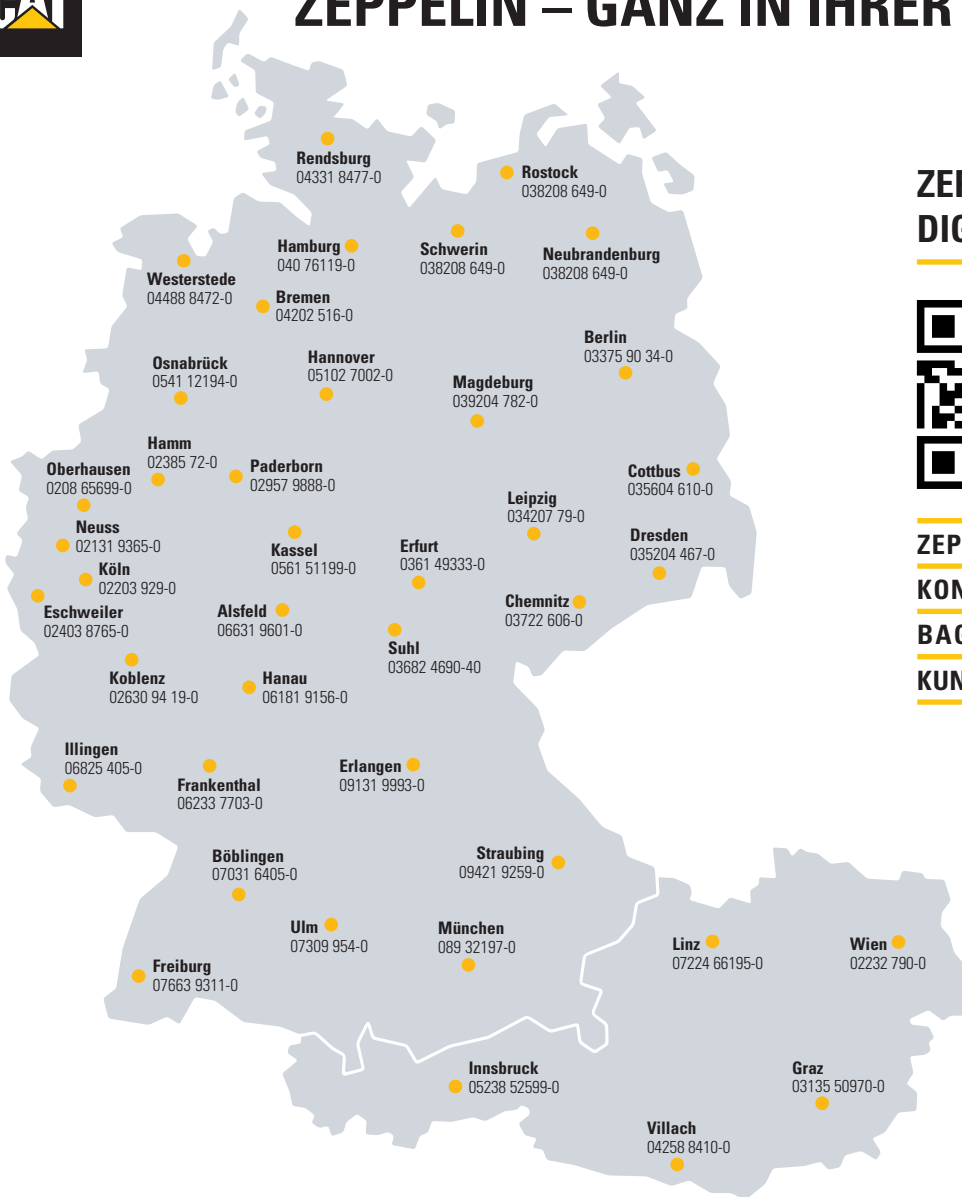 ZEPPELIN – GANZ IN IHRER
Rendsburg
04331 8477-0
Rostock
038208 649-0
Hamburg
040 76119-0
Schwerin
038208 649-0
Neubrandenburg
038208 649-0
Westerstede
04488 8472-0
Bremen
04202 516-0
Berlin
03375 90 34-0
Osnabrück
0541 12194-0
Hannover
05102 7002-0
Magdeburg
039204 782-0
Hamm
02385 72-0
Oberhausen
0208 65699-0
Paderborn
02957 9888-0
Cottbus
035604 610-0
Leipzig
034207 79-0
Neuss
02131 9365-0
Kassel
0561 51199-0
Erfurt
0361 49333-0
Dresden
035204 467-0
Köln
02203 929-0
Eschweiler
02403 8765-0
Alsfeld
06631 9601-0
Chemnitz
03722 606-0
Suhl
03682 4690-40
Koblenz
02630 94 19-0
Hanau
06181 9156-0
Illingen
06825 405-0
Frankenthal
06233 7703-0
Erlangen
09131 9993-0
Böblingen
07031 6405-0
Straubing
09421 9259-0
Ulm
07309 954-0
München
089 32197-0
Freiburg
07663 9311-0
Linz
07224 66195-0
Wien
02232 790-0
Innsbruck
05238 52599-0
Graz
03135 50970-0
Villach
04258 8410-0
ZEP
DIG
ZEP
KON
BAG
KUN